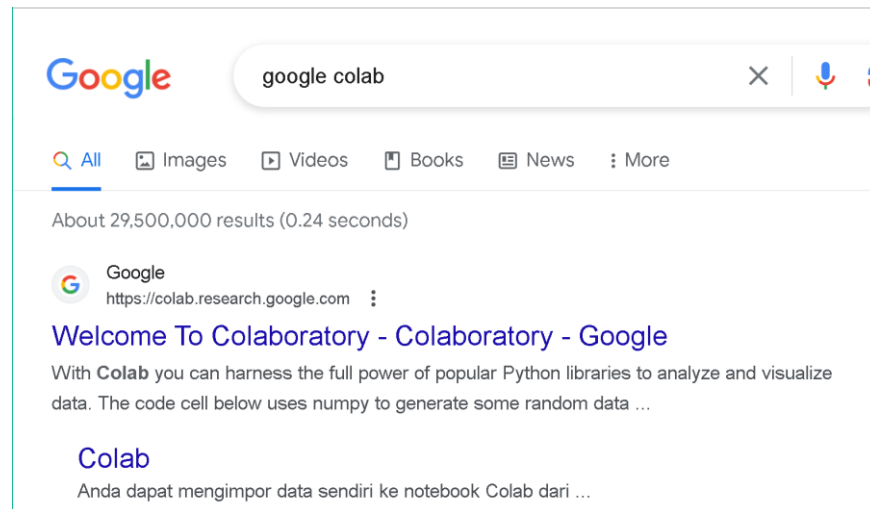 Google
google colab
All Images Videos Books News More
About 29,500,000 results (0.24 seconds)
Google
https://colab.research.google.com
Welcome To Colaboratory - Colaboratory - Google
With Colab you can harness the full power of popular Python libraries to analyze and visualize
data. The code cell below uses numpy to generate some random data ...
Colab
Anda dapat mengimpor data sendiri ke notebook Colab dari ...